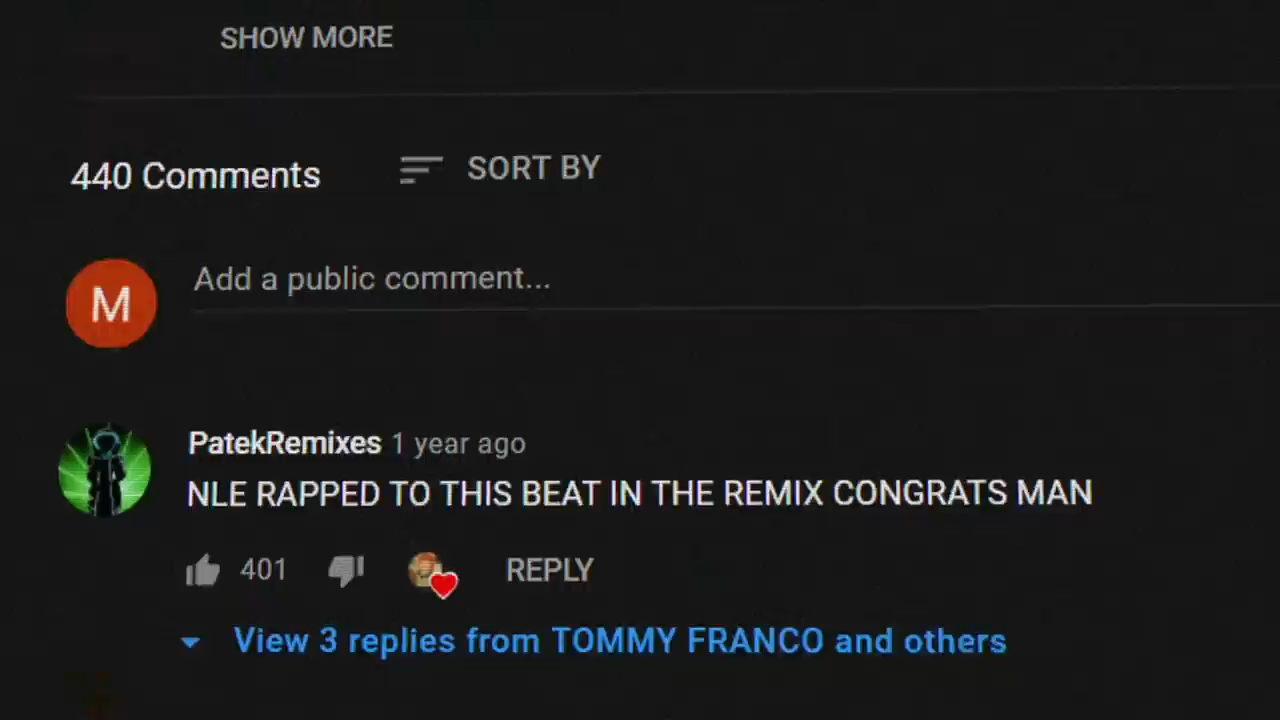 SHOW MORE
440 Comments
SORT BY
Add a public comment...
M
PatekRemixes 1 year ago
NLE RAPPED TO THIS BEAT IN THE REMIX CONGRATS MAN
401
REPLY
View 3 replies from TOMMY FRANCO and others